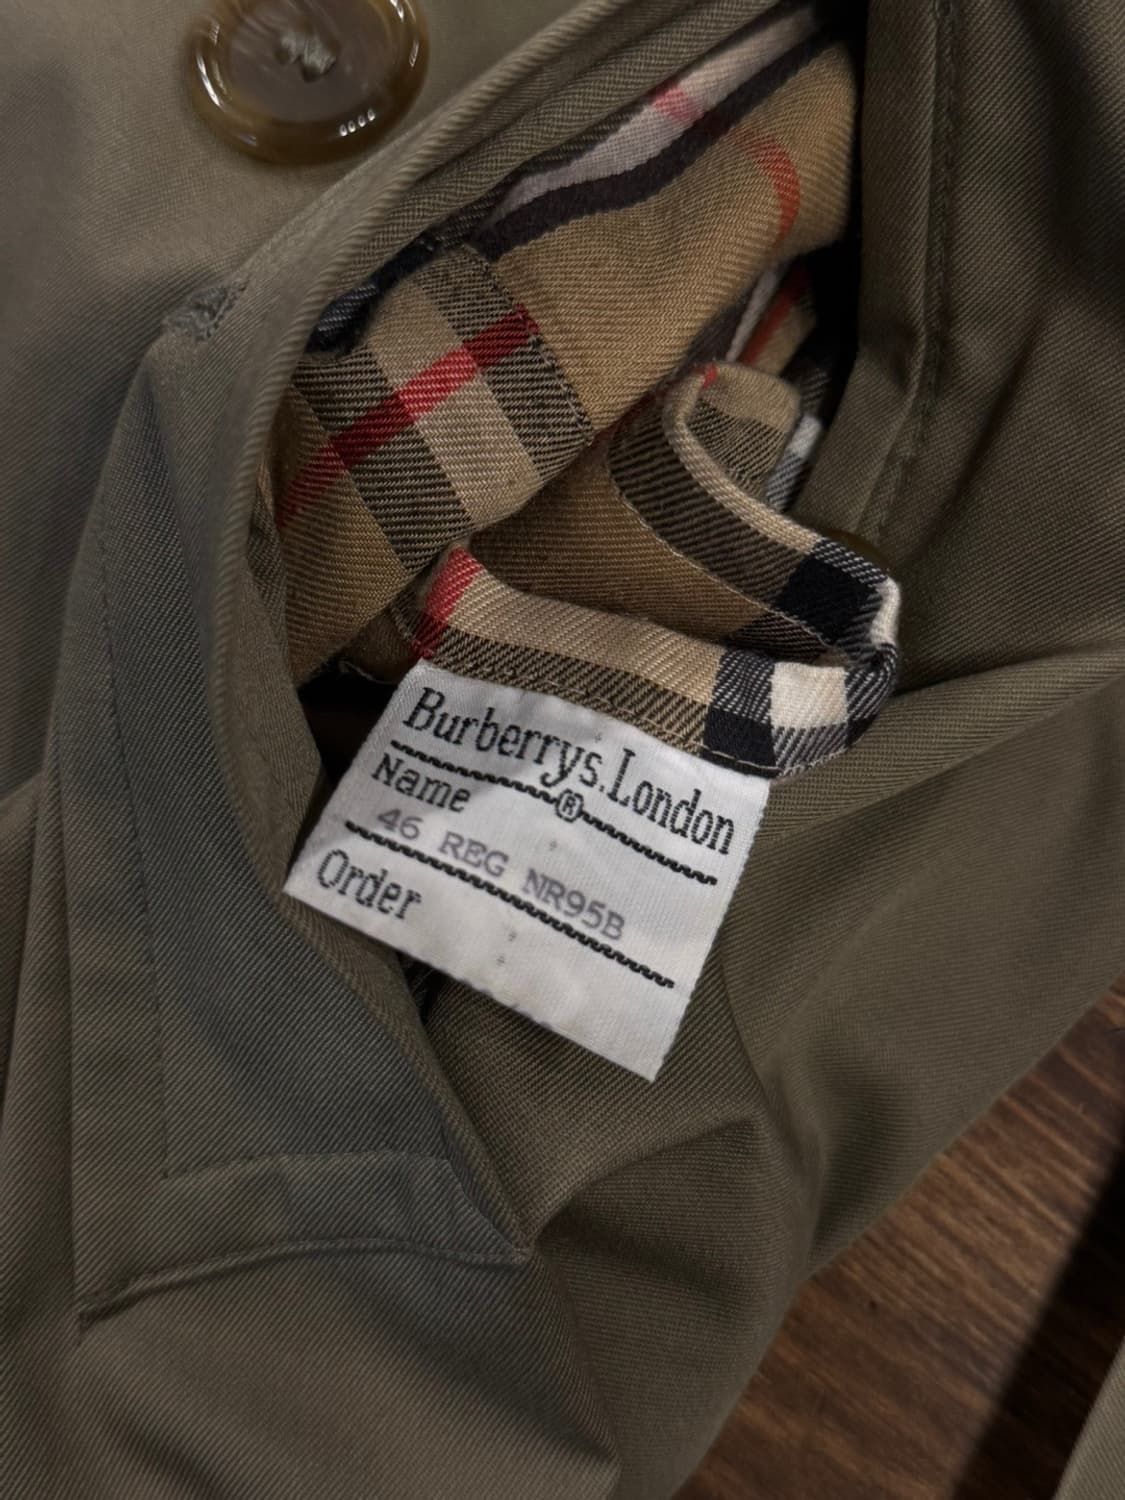 Burberrys.London
®
Name
46 REG NR95B
Order